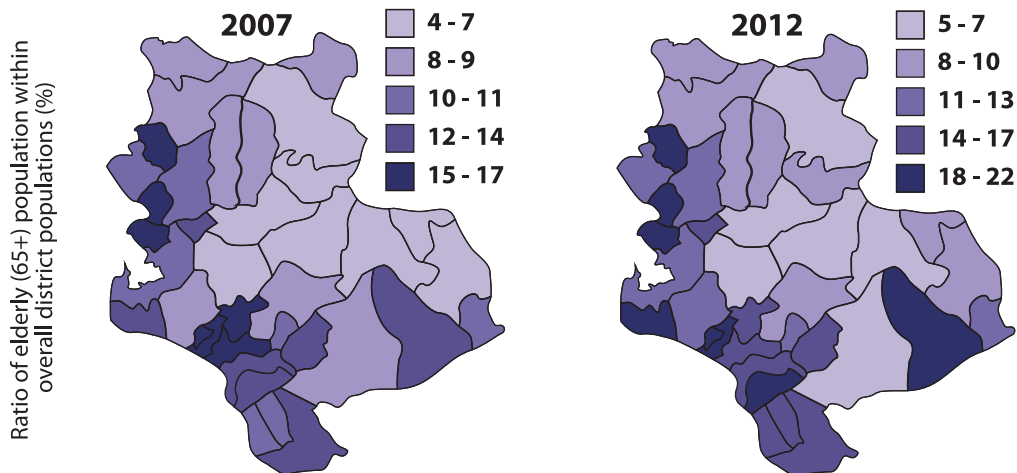 Ratio of elderly (65+) population within
overall district populations (%)
2007
4 - 7
8 - 9
10 - 11
12 - 14
15 - 17
2012
5 - 7
8 - 10
11 - 13
14 - 17
18 - 22